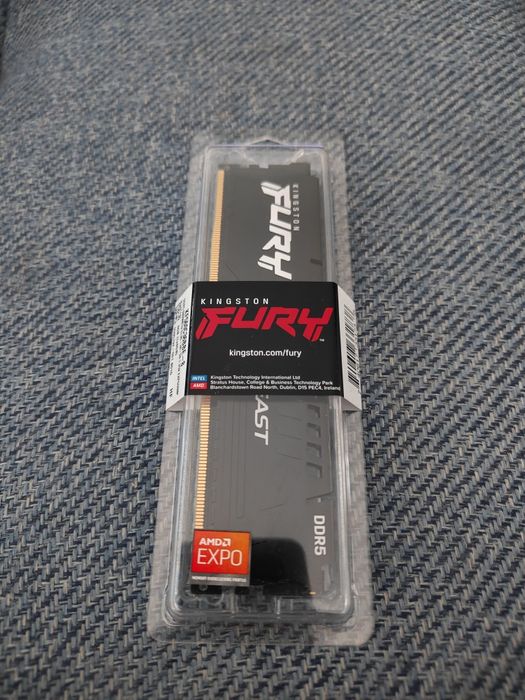 KINGSTON
FURY
KINGSTON
FURY
kingston.com/fury
INTEL
AMD
Kingston Technology International Ltd
Stratus House, College & Business Technology Park
Blanchardstown Road North, Dublin, D15 PEC4, Ireland
EAST
DDR5
AMD
EXPO